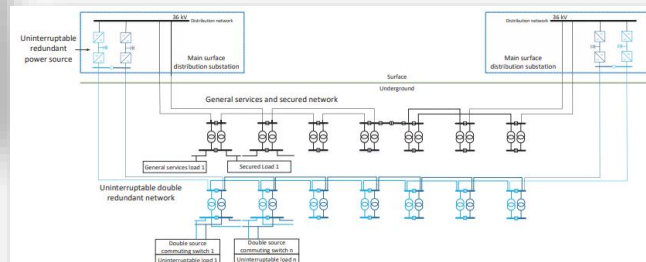 36 kV
Distribution network
Uninterruptable
redundant
power source
Main surface
distribution substation
36 kV
Distribution network
Main surface
distribution substation
Surface
Underground
General services and secured network
General services load 1
Secured Load 1
Uninterruptable double
redundant network
Double source
commuting switch 1
Uninterruptable load 1
Double source
commuting switch n
Uninterruptable load n